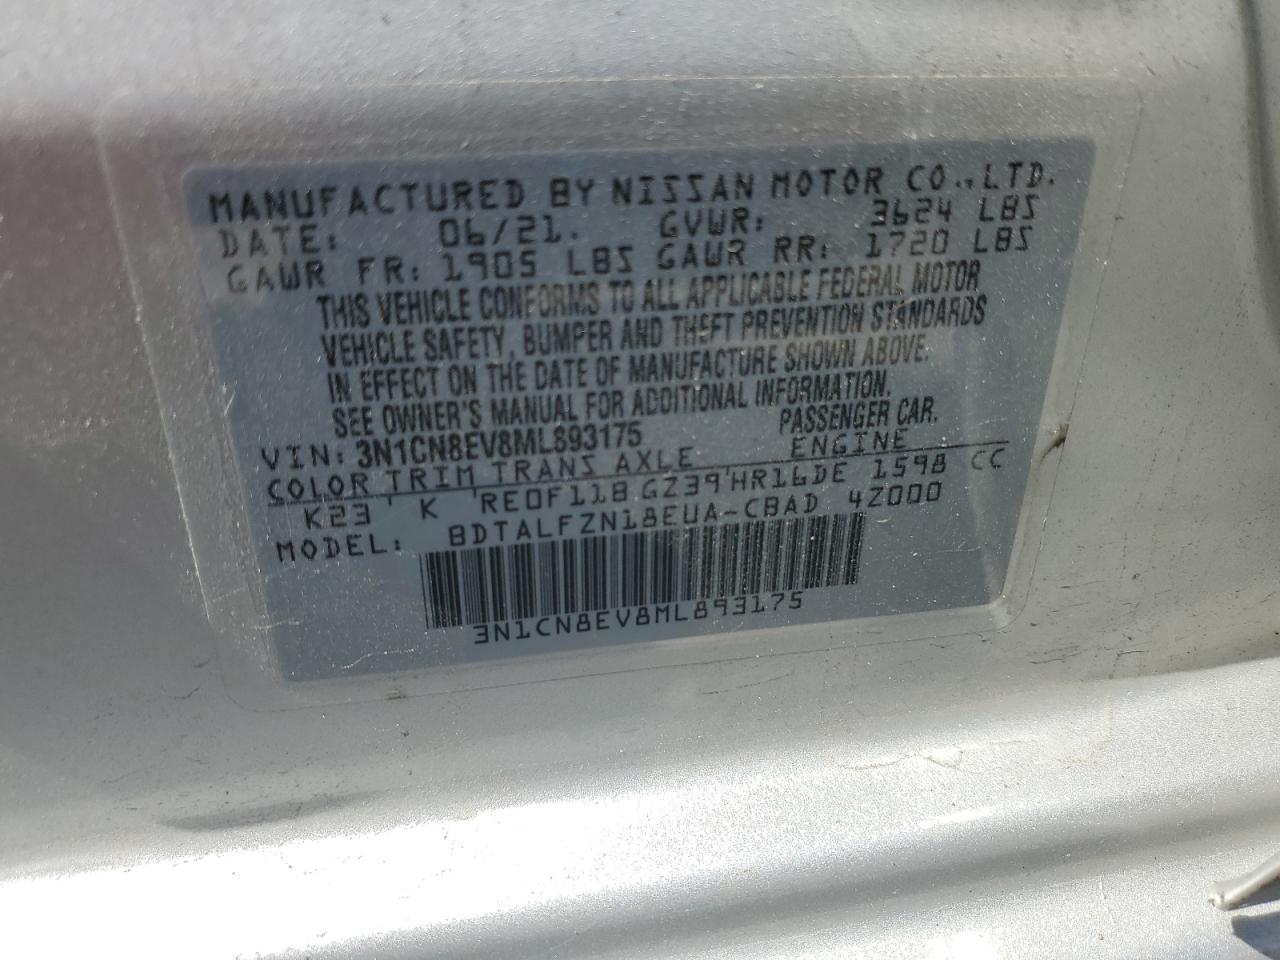 MANUFACTURED BY NISSAN MOTOR CO., LTD.
DATE: 06/21. GVWR: 3624 LBS
GAWR FR: 1905 LBS GAWR RR: 1720 LBS
THIS VEHICLE CONFORMS TO ALL APPLICABLE FEDERAL MOTOR
VEHICLE SAFETY, BUMPER AND THEFT PREVENTION STANDARDS
IN EFFECT ON THE DATE OF MANUFACTURE SHOWN ABOVE.
SEE OWNER'S MANUAL FOR ADDITIONAL INFORMATION.
VIN: 3N1CN8EV8ML893175 PASSENGER CAR.
COLOR TRIM TRANS AXLE ENGINE
K23 K RE0F11B GZ39 HR16DE 1598 CC
MODEL: BDTALFZN18EUA-CBAD 4Z000
3N1CN8EV8ML893175